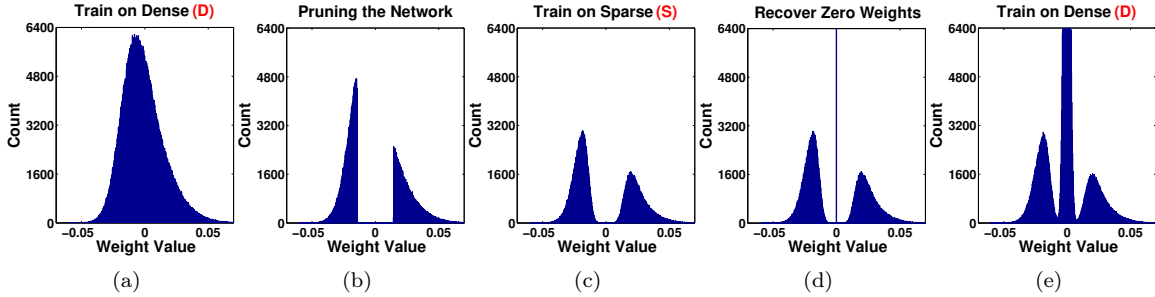 Train on Dense (D)
6400
4800
3200
1600
0
Count
−0.05 0 0.05
Weight Value
(a)
Pruning the Network
6400
4800
3200
1600
0
Count
−0.05 0 0.05
Weight Value
(b)
Train on Sparse (S)
6400
4800
3200
1600
0
Count
−0.05 0 0.05
Weight Value
(c)
Recover Zero Weights
6400
4800
3200
1600
0
Count
−0.05 0 0.05
Weight Value
(d)
Train on Dense (D)
6400
4800
3200
1600
0
Count
−0.05 0 0.05
Weight Value
(e)